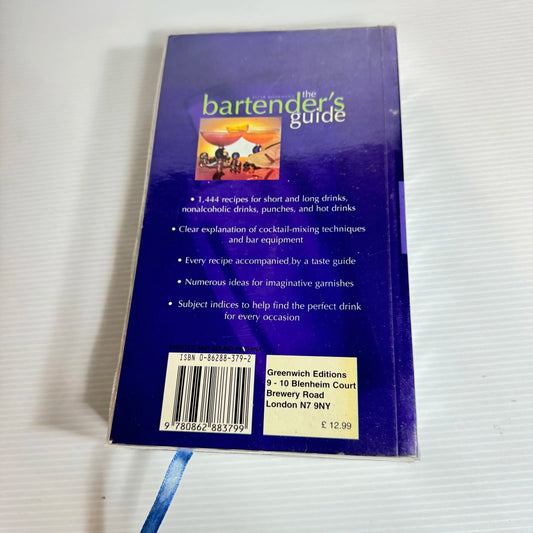 the
bartender's
guide
• 1,444 recipes for short and long drinks,
nonalcoholic drinks, punches, and hot drinks
• Clear explanation of cocktail-mixing techniques
and bar equipment
• Every recipe accompanied by a taste guide
• Numerous ideas for imaginative garnishes
• Subject indices to help find the perfect drink
for every occasion
ISBN 0-86288-379-2
9 780862 883799
Greenwich Editions
9 - 10 Blenheim Court
Brewery Road
London N7 9NY
£ 12.99